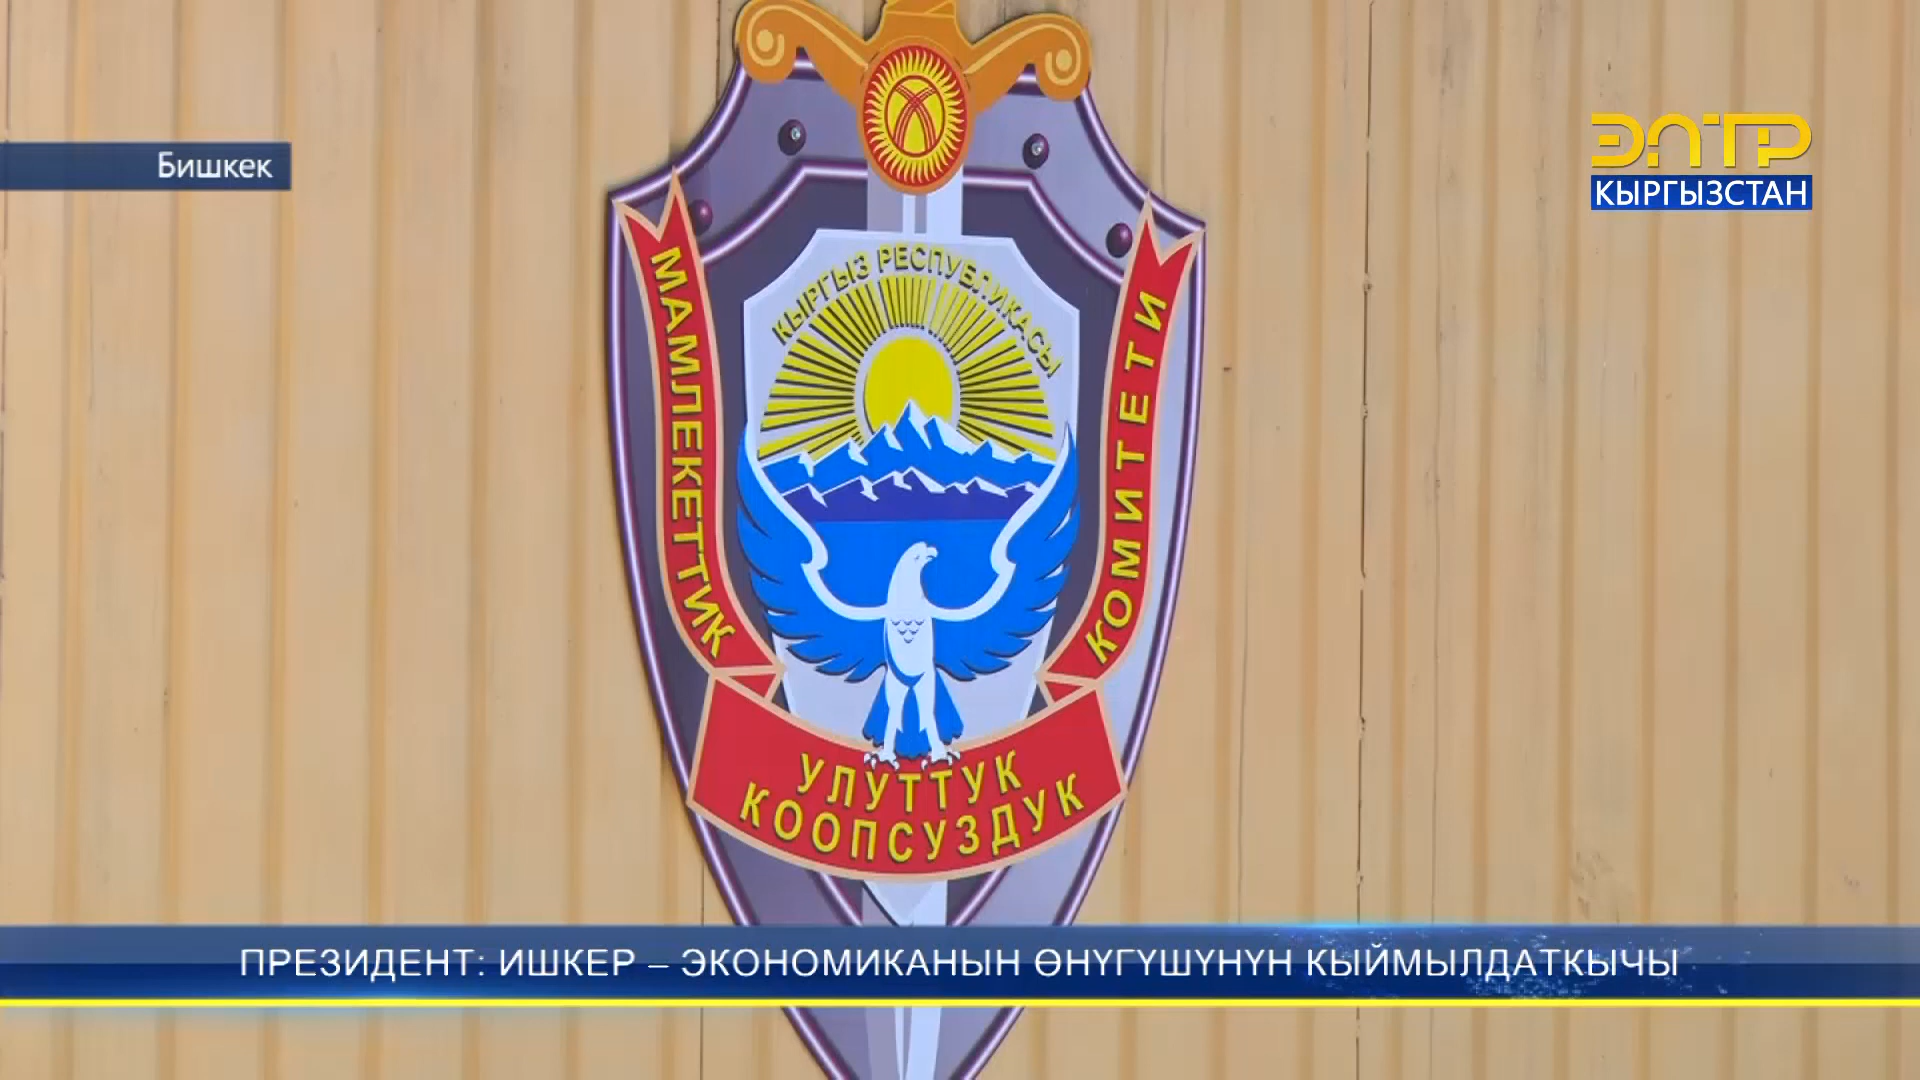 Бишкек
ЭЛТР
КЫРГЫЗСТАН
КЫРГЫЗ РЕСПУБЛИКАСЫ
МАМЛЕКЕТТИК
УЛУТТУК
КООПСУЗДУК
КОМИТЕТИ
ПРЕЗИДЕНТ: ИШКЕР – ЭКОНОМИКАНЫН ӨНҮГҮШҮНҮН КЫЙМЫЛДАТКЫЧЫ